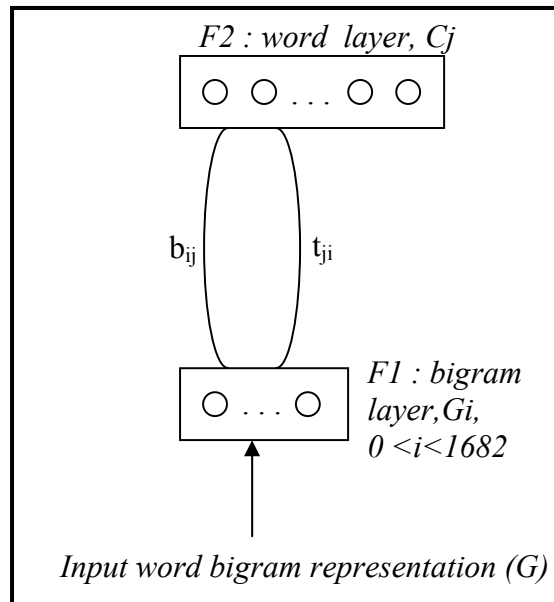 F2 : word layer, Cj
. . .
bij
tji
F1 : bigram
layer,Gi,
0 <i<1682
. . .
Input word bigram representation (G)